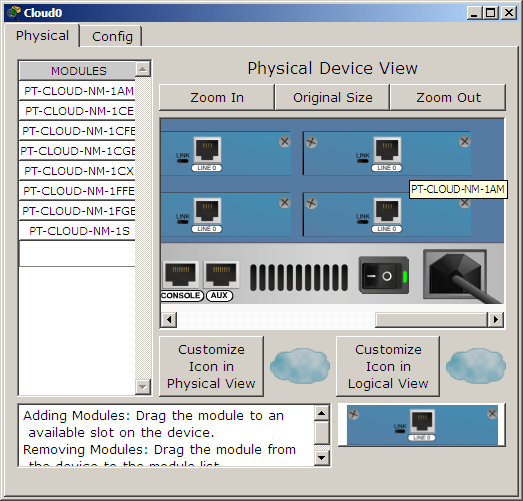 Cloud0
Physical Config
MODULES
PT-CLOUD-NM-1AM
PT-CLOUD-NM-1CE
PT-CLOUD-NM-1CFE
PT-CLOUD-NM-1CGE
PT-CLOUD-NM-1CX
PT-CLOUD-NM-1FFE
PT-CLOUD-NM-1FGE
PT-CLOUD-NM-1S
Physical Device View
Zoom In Original Size Zoom Out
LINK LINE 0 LINK LINE 0
PT-CLOUD-NM-1AM
LINK LINE 0 LINK LINE 0
CONSOLE AUX
Customize
Icon in
Physical View
Customize
Icon in
Logical View
Adding Modules: Drag the module to an
available slot on the device.
Removing Modules: Drag the module from
the device to the module list.
LINK LINE 0